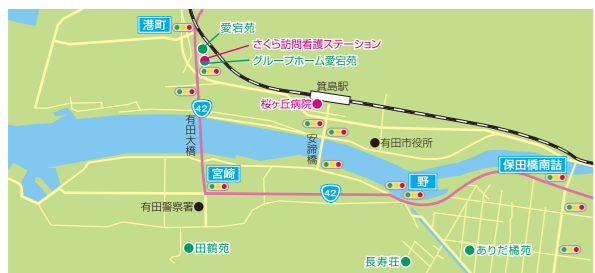 港町
愛宕苑
さくら訪問看護ステーション
グループホーム愛宕苑
箕島駅
桜ヶ丘病院
42
有田大橋
安諦橋
有田市役所
保田橋南詰
宮崎
野
42
有田警察署
田鶴苑
長寿荘
ありだ橘苑